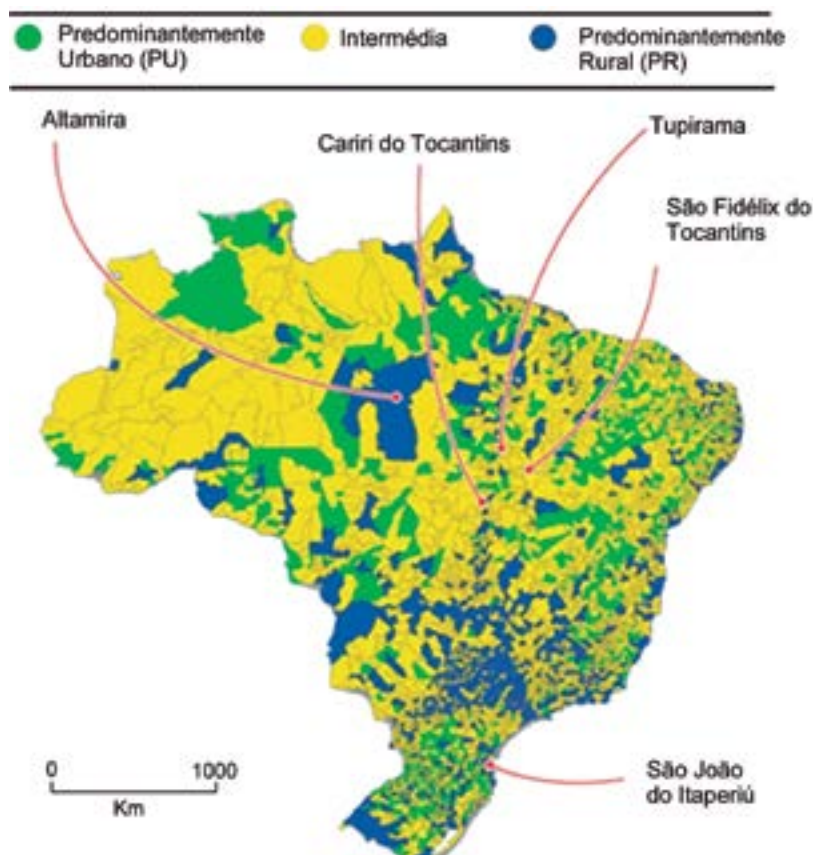 Predominantemente
Urbano (PU)
Intermédia
Predominantemente
Rural (PR)
Altamira
Cariri do Tocantins
Tupirama
São Fidélix do
Tocantins
0 1000
Km
São João
do Itaperiú